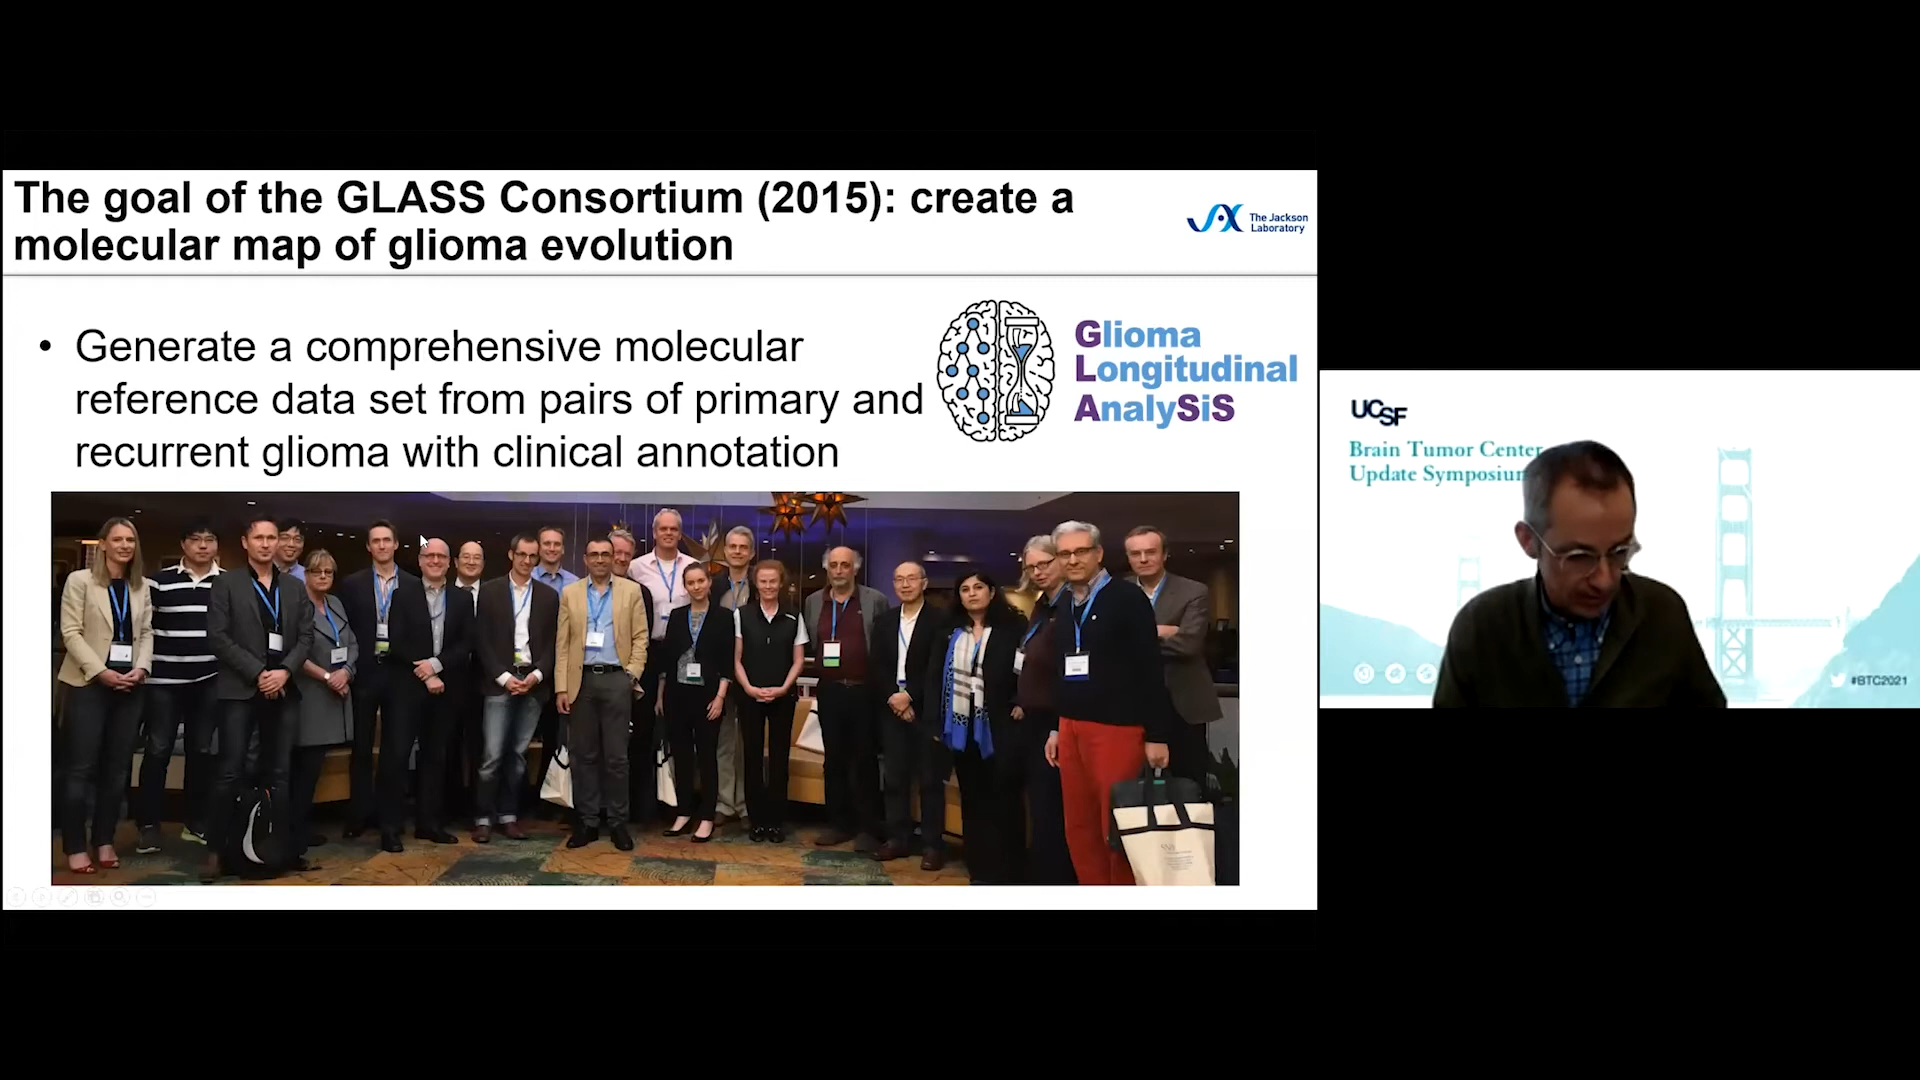 The goal of the GLASS Consortium (2015): create a
molecular map of glioma evolution
The Jackson
Laboratory
• Generate a comprehensive molecular
reference data set from pairs of primary and
recurrent glioma with clinical annotation
Glioma
Longitudinal
AnalySiS
UCSF
Brain Tumor Center
Update Symposium
#BTC2021